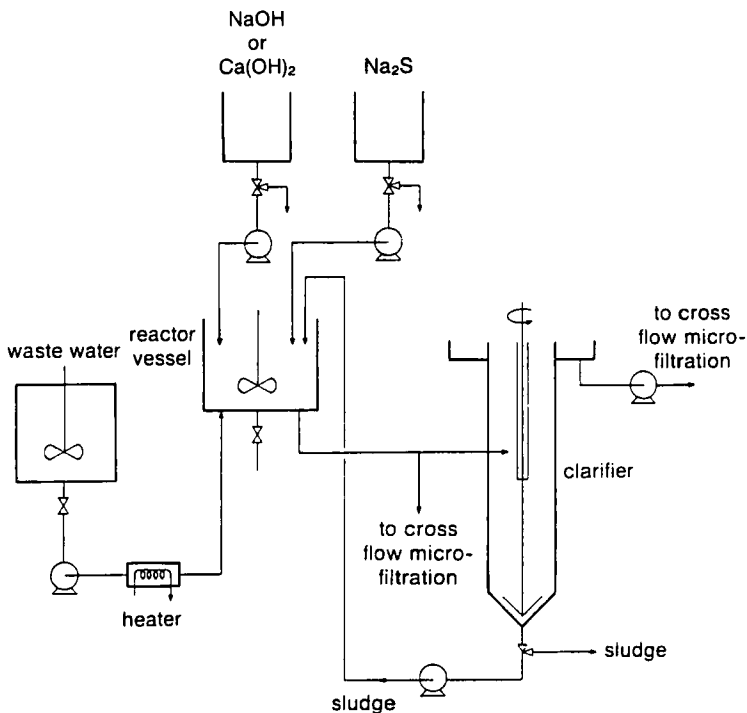 NaOH
or
Ca(OH)₂
Na₂S
reactor
vessel
waste water
to cross
flow micro-
filtration
clarifier
to cross
flow micro-
filtration
heater
sludge
sludge